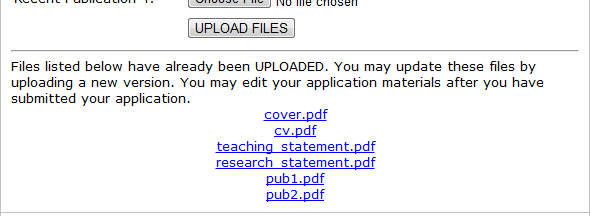 Recent Publication 4: Choose File No file chosen
UPLOAD FILES
Files listed below have already been UPLOADED. You may update these files by
uploading a new version. You may edit your application materials after you have
submitted your application.
cover.pdf
cv.pdf
teaching_statement.pdf
research_statement.pdf
pub1.pdf
pub2.pdf